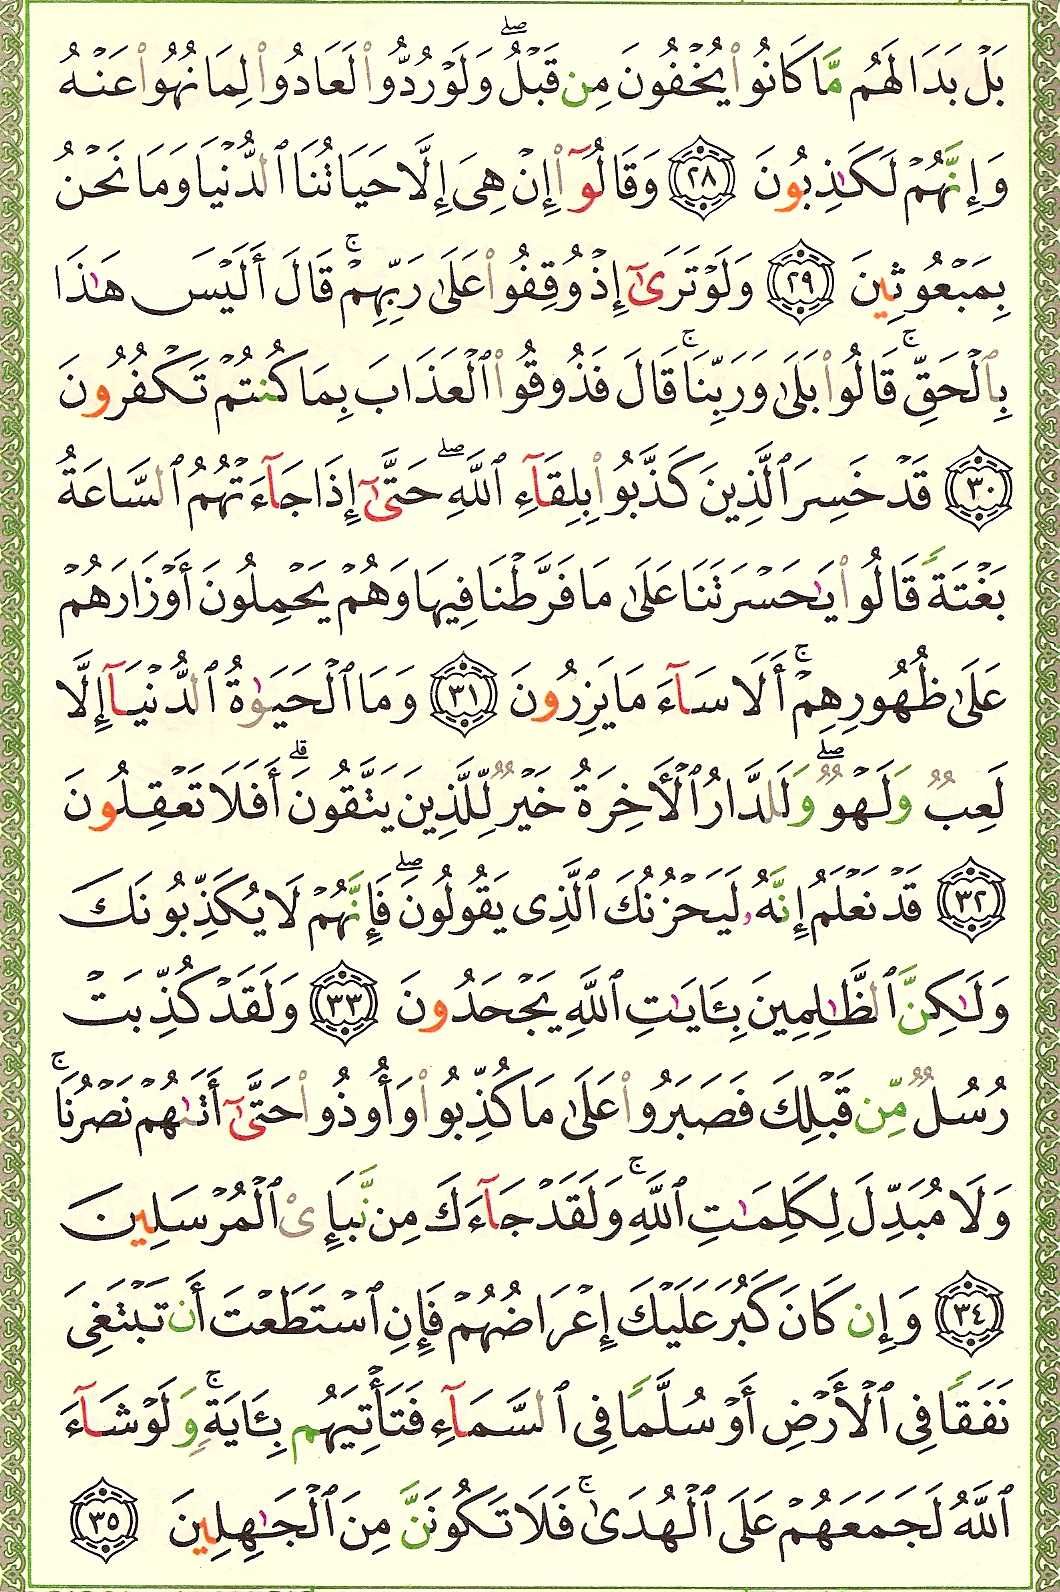 بَلْ بَدَا لَهُم مَّا كَانُوا۟ يُخْفُونَ مِن قَبْلُ ۖ وَلَوْ رُدُّوا۟ لَعَادُوا۟ لِمَا نُهُوا۟ عَنْهُ
وَإِنَّهُمْ لَكَـٰذِبُونَ ﴿٢٨﴾ وَقَالُوٓا۟ إِنْ هِىَ إِلَّا حَيَاتُنَا ٱلدُّنْيَا وَمَا نَحْنُ
بِمَبْعُوثِينَ ﴿٢٩﴾ وَلَوْ تَرَىٰٓ إِذْ وُقِفُوا۟ عَلَىٰ رَبِّهِمْ ۚ قَالَ أَلَيْسَ هَـٰذَا
بِٱلْحَقِّ ۚ قَالُوا۟ بَلَىٰ وَرَبِّنَا ۚ قَالَ فَذُوقُوا۟ ٱلْعَذَابَ بِمَا كُنتُمْ تَكْفُرُونَ
﴿٣٠﴾ قَدْ خَسِرَ ٱلَّذِينَ كَذَّبُوا۟ بِلِقَآءِ ٱللَّهِ ۖ حَتَّىٰٓ إِذَا جَآءَتْهُمُ ٱلسَّاعَةُ
بَغْتَةً قَالُوا۟ يَـٰحَسْرَتَنَا عَلَىٰ مَا فَرَّطْنَا فِيهَا وَهُمْ يَحْمِلُونَ أَوْزَارَهُمْ
عَلَىٰ ظُهُورِهِمْ ۚ أَلَا سَآءَ مَا يَزِرُونَ ﴿٣١﴾ وَمَا ٱلْحَيَوٰةُ ٱلدُّنْيَآ إِلَّا
لَعِبٌ وَلَهْوٌ ۖ وَلَلدَّارُ ٱلْـَٔاخِرَةُ خَيْرٌ لِّلَّذِينَ يَتَّقُونَ ۗ أَفَلَا تَعْقِلُونَ
﴿٣٢﴾ قَدْ نَعْلَمُ إِنَّهُۥ لَيَحْزُنُكَ ٱلَّذِى يَقُولُونَ ۖ فَإِنَّهُمْ لَا يُكَذِّبُونَكَ
وَلَـٰكِنَّ ٱلظَّـٰلِمِينَ بِـَٔايَـٰتِ ٱللَّهِ يَجْحَدُونَ ﴿٣٣﴾ وَلَقَدْ كُذِّبَتْ
رُسُلٌ مِّن قَبْلِكَ فَصَبَرُوا۟ عَلَىٰ مَا كُذِّبُوا۟ وَأُوذُوا۟ حَتَّىٰٓ أَتَىٰهُمْ نَصْرُنَا ۚ
وَلَا مُبَدِّلَ لِكَلِمَـٰتِ ٱللَّهِ ۚ وَلَقَدْ جَآءَكَ مِن نَّبَإِى۟ ٱلْمُرْسَلِينَ
﴿٣٤﴾ وَإِن كَانَ كَبُرَ عَلَيْكَ إِعْرَاضُهُمْ فَإِنِ ٱسْتَطَعْتَ أَن تَبْتَغِىَ
نَفَقًا فِى ٱلْأَرْضِ أَوْ سُلَّمًا فِى ٱلسَّمَآءِ فَتَأْتِيَهُم بِـَٔايَةٍ ۚ وَلَوْ شَآءَ
ٱللَّهُ لَجَمَعَهُمْ عَلَى ٱلْهُدَىٰ ۚ فَلَا تَكُونَنَّ مِنَ ٱلْجَـٰهِلِينَ ﴿٣٥﴾